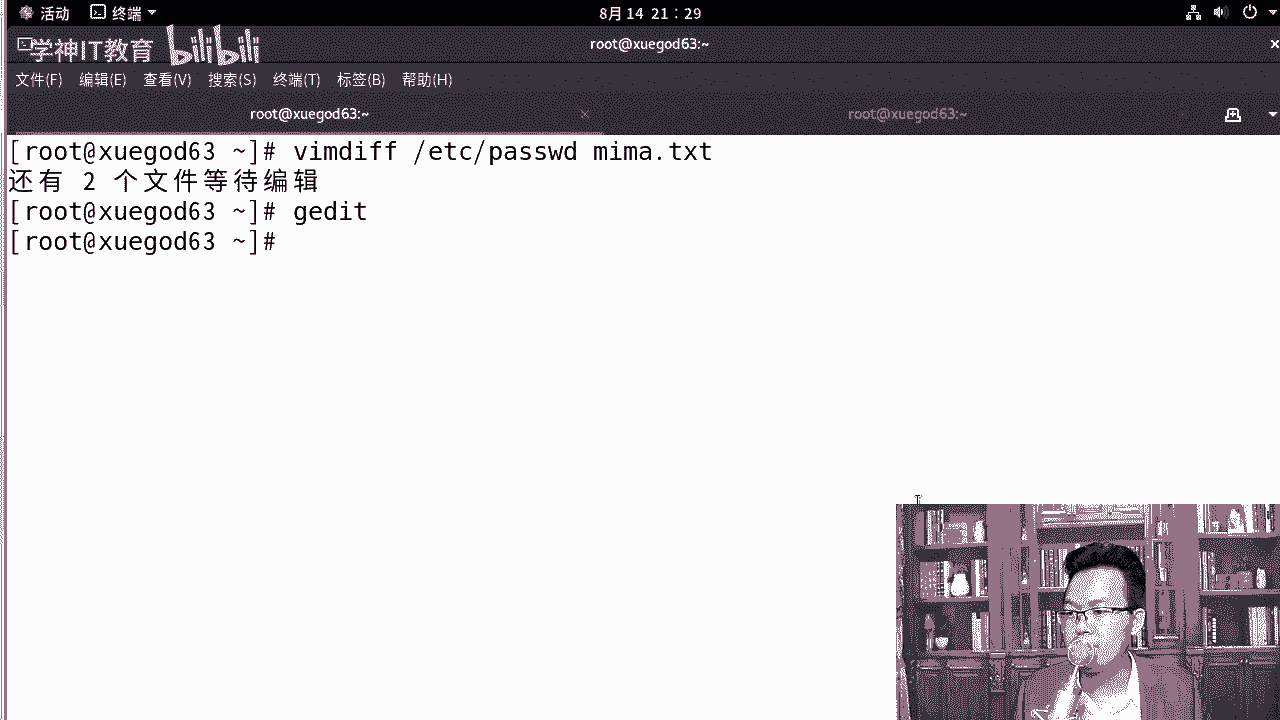 活动 终端 8月 14 21：29
学神IT教育 bilibili root@xuegod63:~
文件(F) 编辑(E) 查看(V) 搜索(S) 终端(T) 标签(B) 帮助(H)
root@xuegod63:~ × root@xuegod63:~
[root@xuegod63 ~]# vimdiff /etc/passwd mima.txt
还有 2 个文件等待编辑
[root@xuegod63 ~]# gedit
[root@xuegod63 ~]#